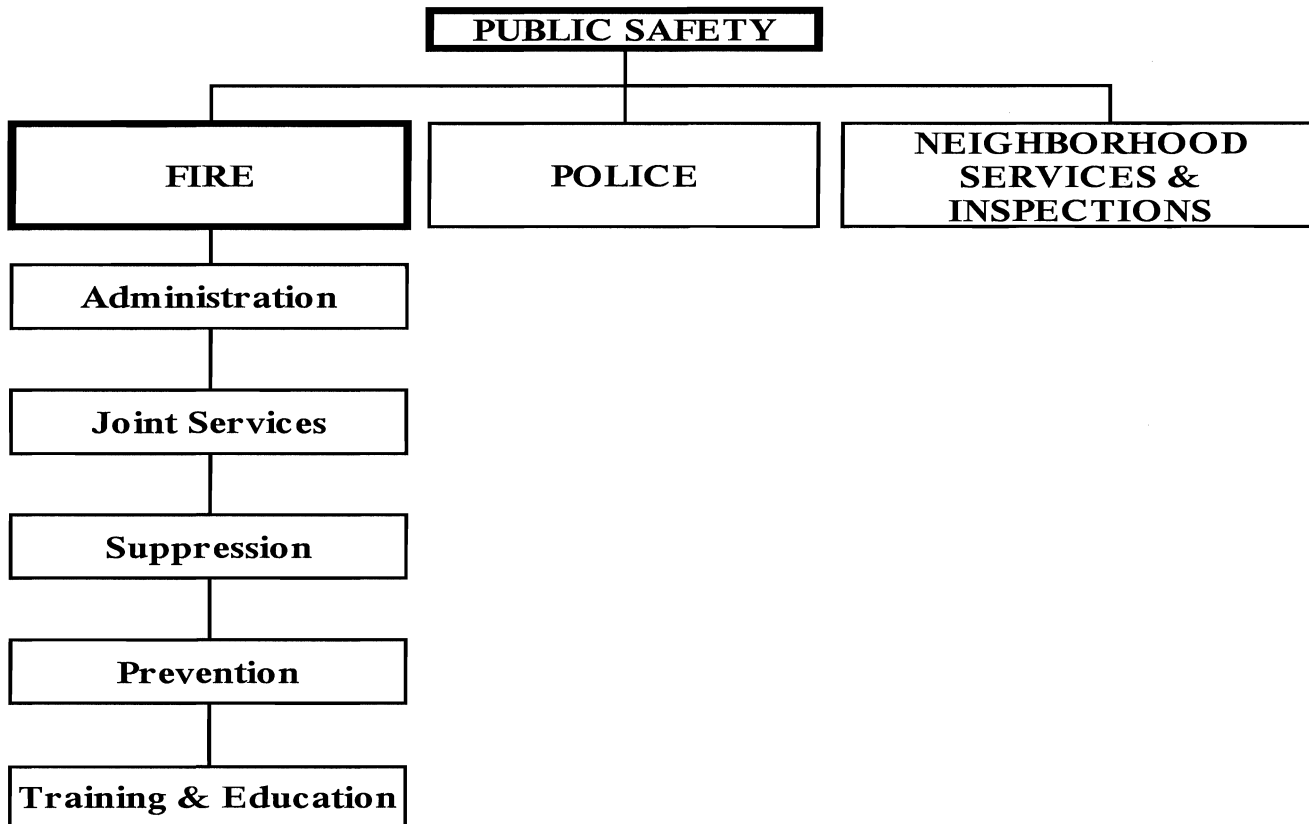 PUBLIC SAFETY
FIRE
POLICE
NEIGHBORHOOD
SERVICES &
INSPECTIONS
Administration
Joint Services
Suppression
Prevention
Training & Education